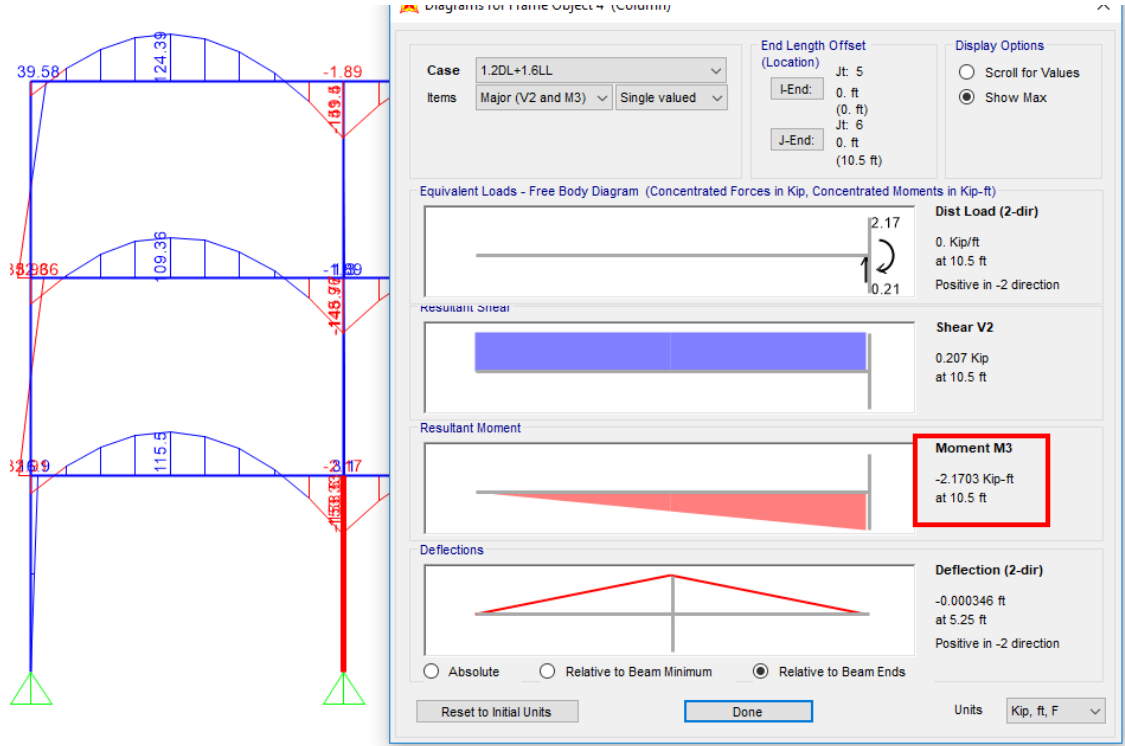 Diagrams for Frame Object 4 (Column)
Case 1.2DL+1.6LL
Items Major (V2 and M3) Single valued
End Length Offset
(Location)
I-End:
Jt: 5
0. ft
(0. ft)
J-End:
Jt: 6
0. ft
(10.5 ft)
Display Options
Scroll for Values
Show Max
Equivalent Loads - Free Body Diagram (Concentrated Forces in Kip, Concentrated Moments in Kip-ft)
2.17
0.21
Dist Load (2-dir)
0. Kip/ft
at 10.5 ft
Positive in -2 direction
Resultant Shear
Shear V2
0.207 Kip
at 10.5 ft
Resultant Moment
Moment M3
-2.1703 Kip-ft
at 10.5 ft
Deflections
Deflection (2-dir)
-0.000346 ft
at 5.25 ft
Positive in -2 direction
Absolute Relative to Beam Minimum Relative to Beam Ends
Reset to Initial Units Done Units Kip, ft, F
39.58
124.39
-1.89
109.36
115.5